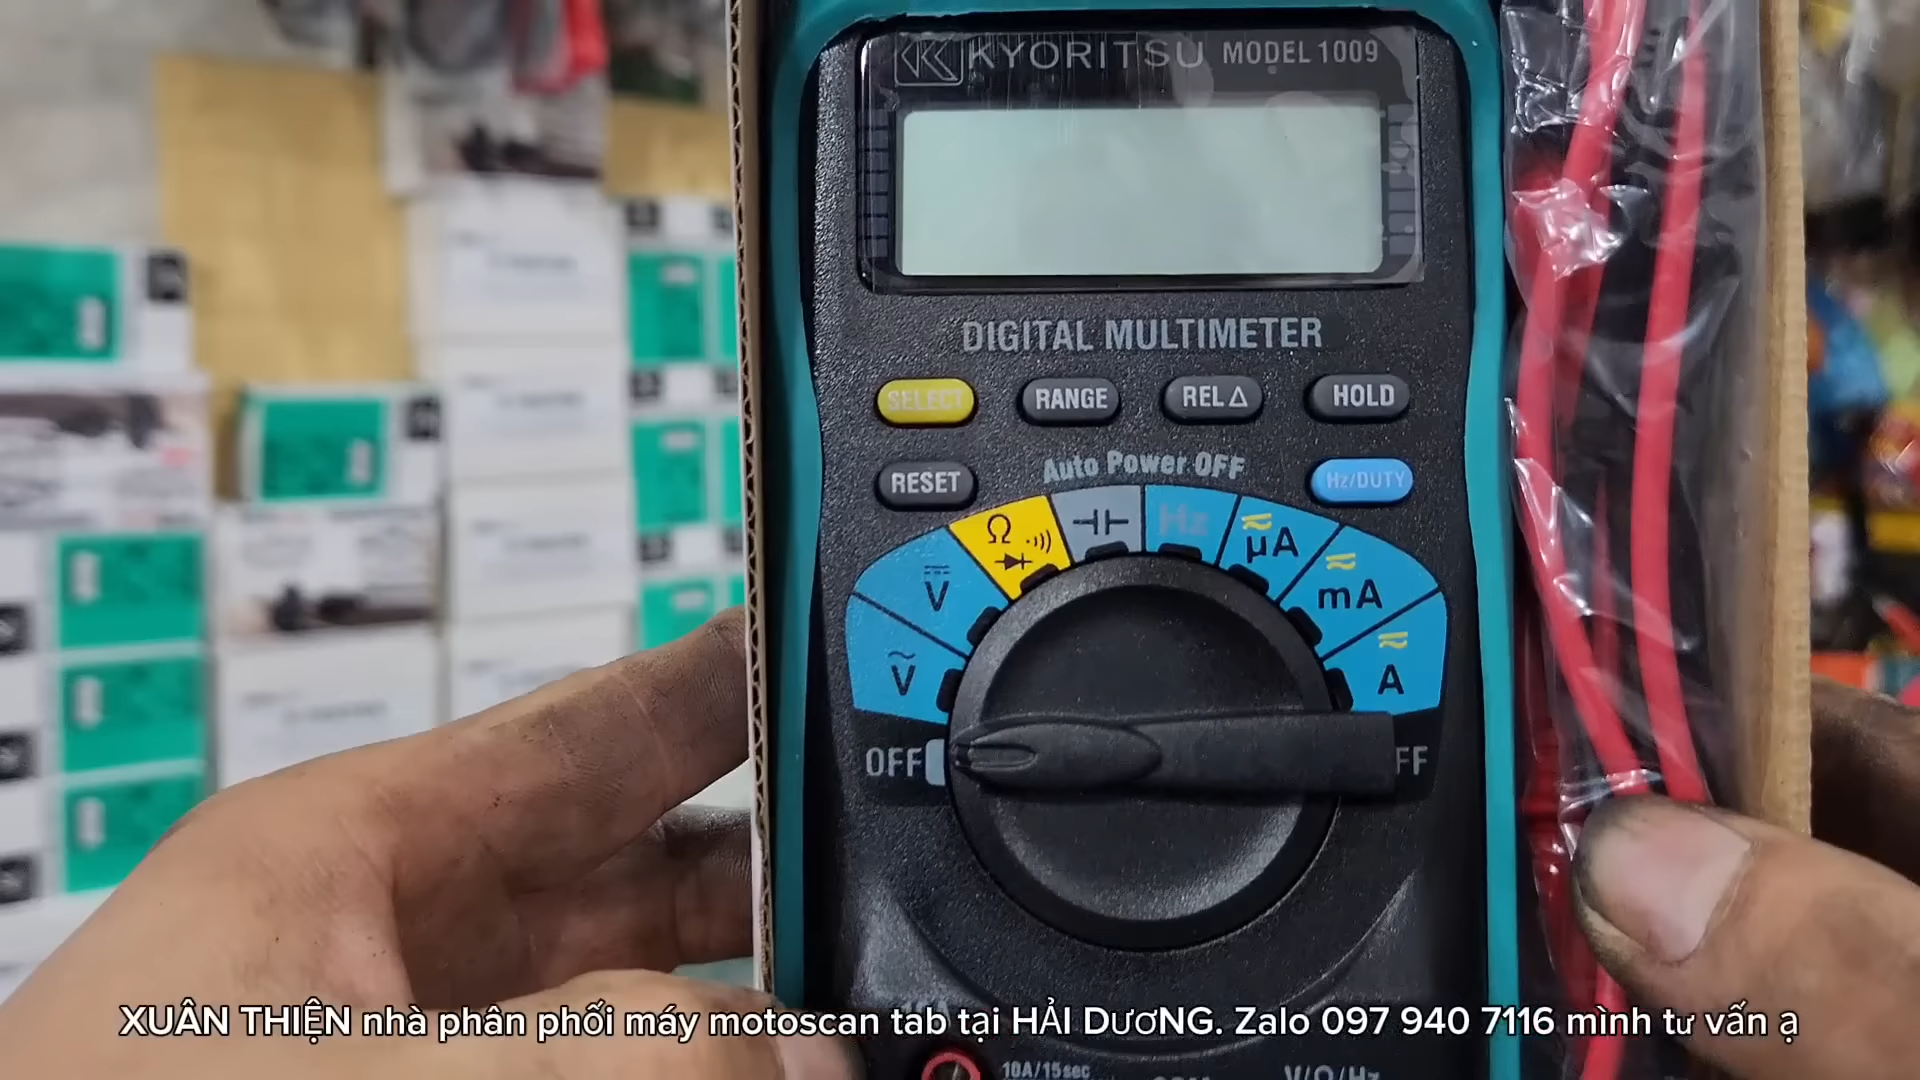 KYORITSU MODEL 1009
DIGITAL MULTIMETER
SELECT RANGE REL△ HOLD
RESET Auto Power OFF Hz/DUTY
Ω Hz μA
V mA
V A
OFF FF
XUÂN THIỆN nhà phân phối máy motoscan tab tại HẢI DươNG. Zalo 097 940 7116 mình tư vấn ạ
10A/15sec V/Ω/Hz